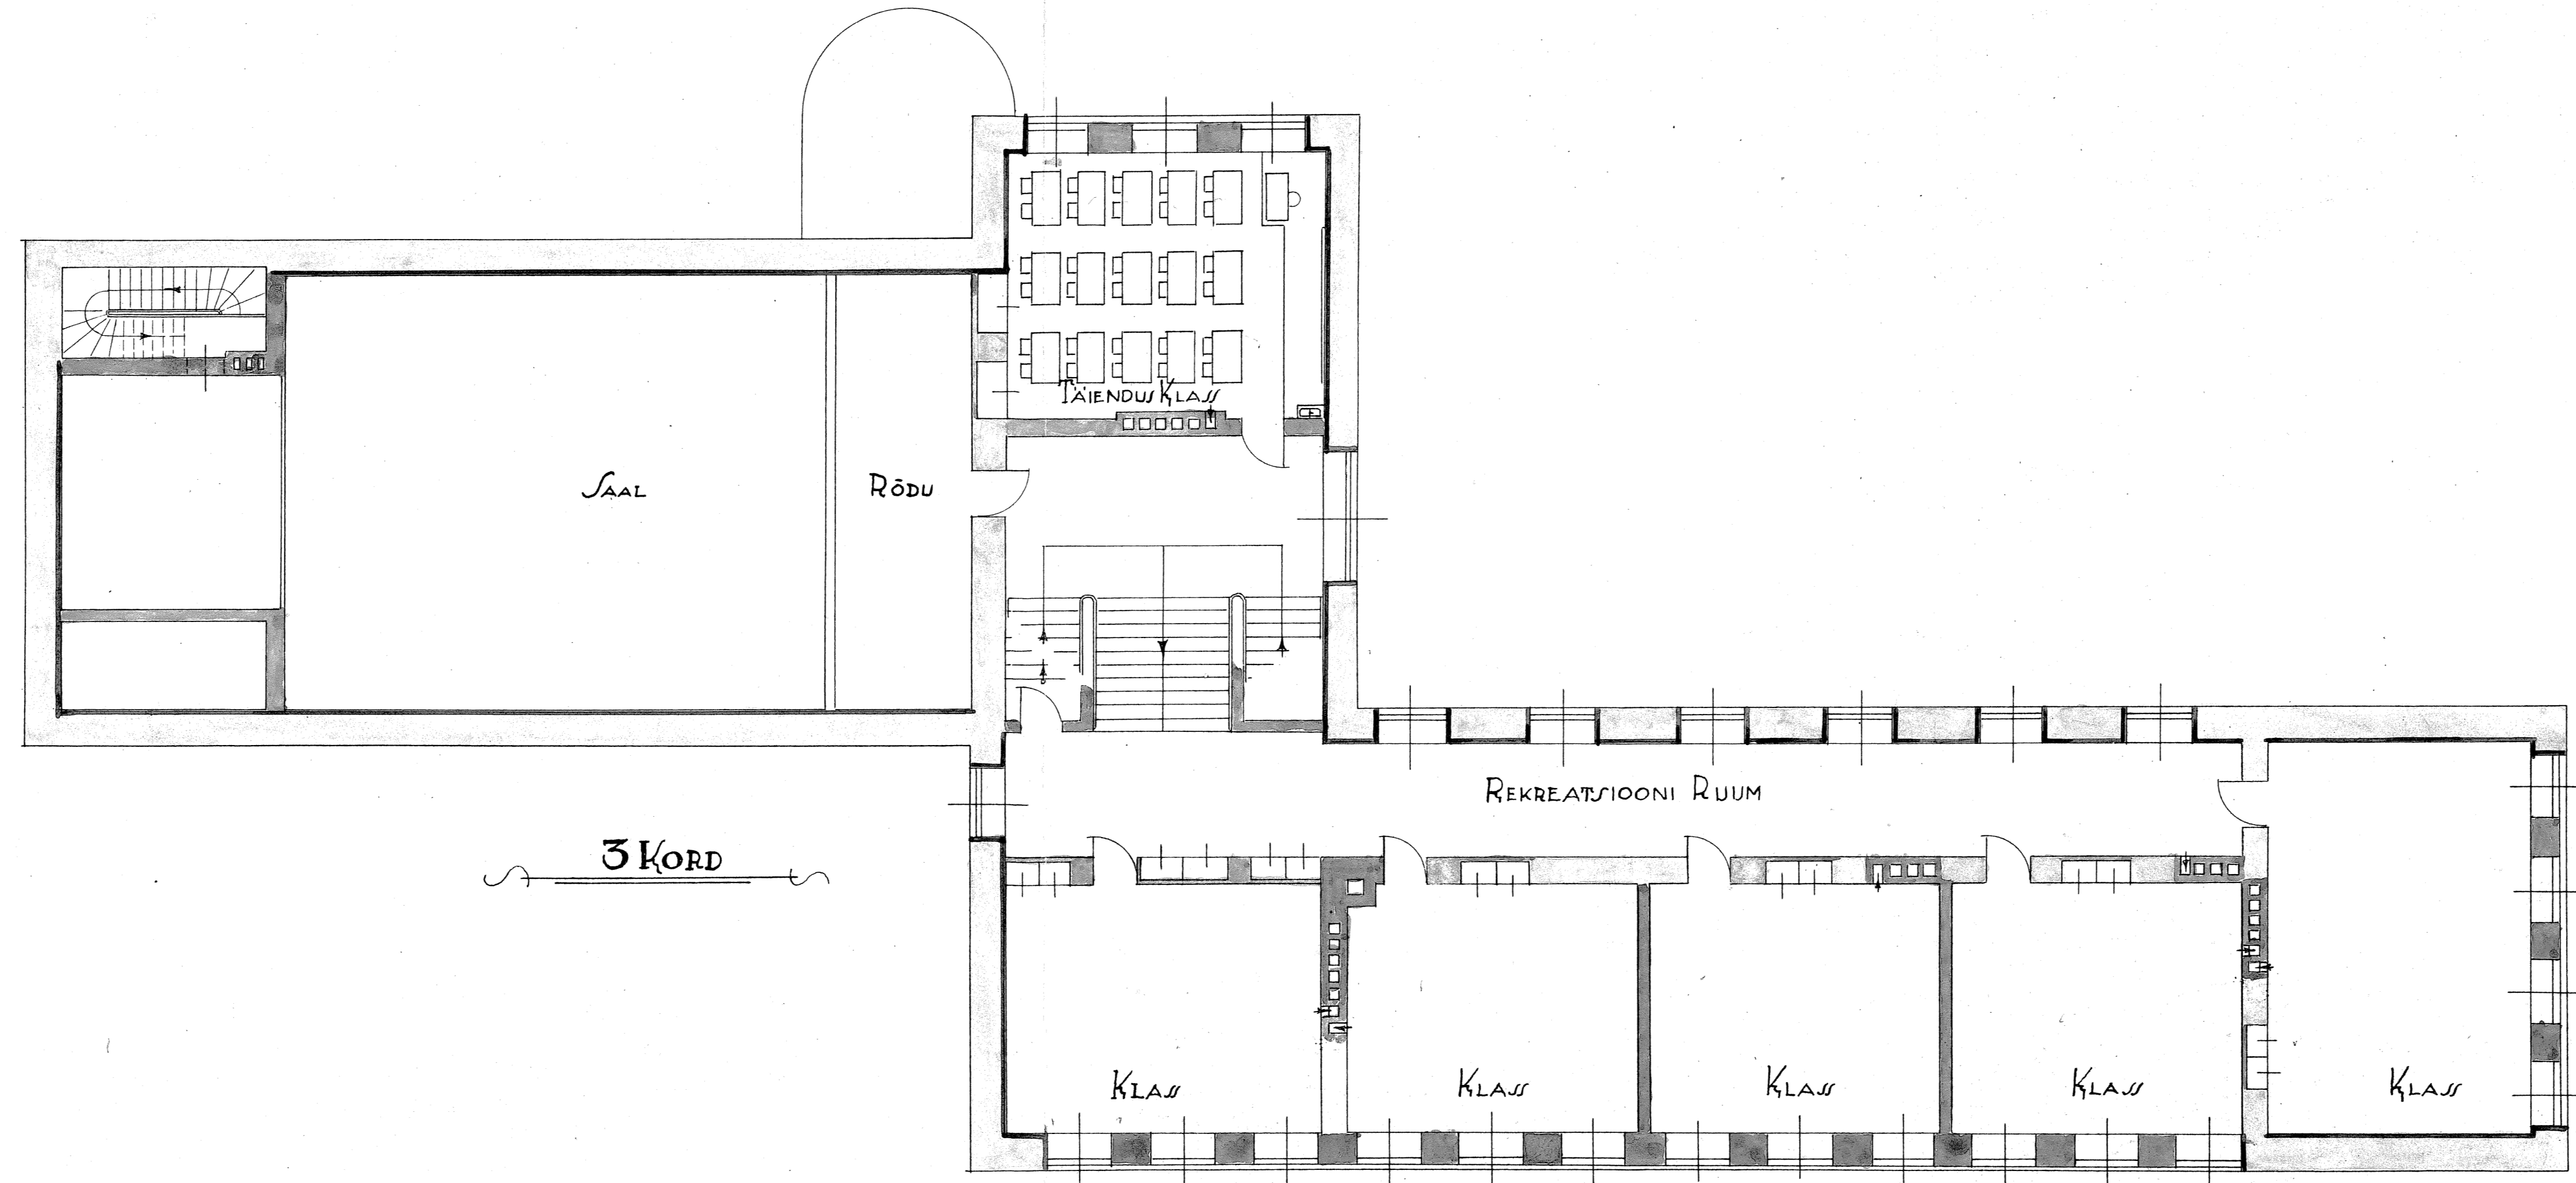 Täiendus Klass
Saal
Rõdu
Rekreatsiooni Ruum
3 Kord
Klass
Klass
Klass
Klass
Klass